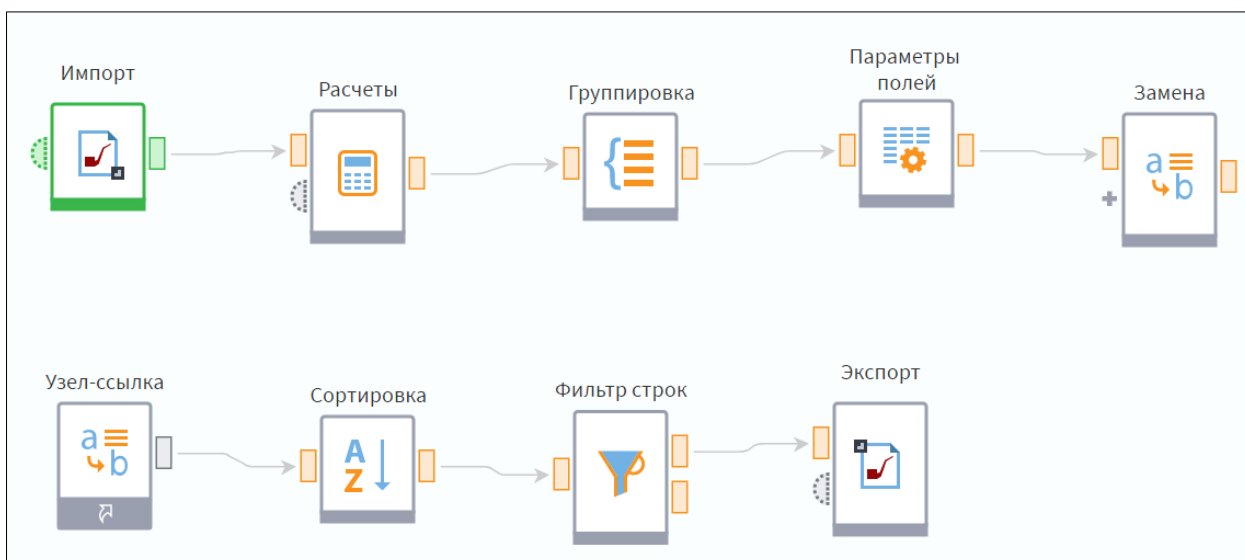 Импорт
Расчеты
Группировка
Параметры
полей
Замена
a
b
Узел-ссылка
Сортировка
Фильтр строк
Экспорт
a
b
A
Z